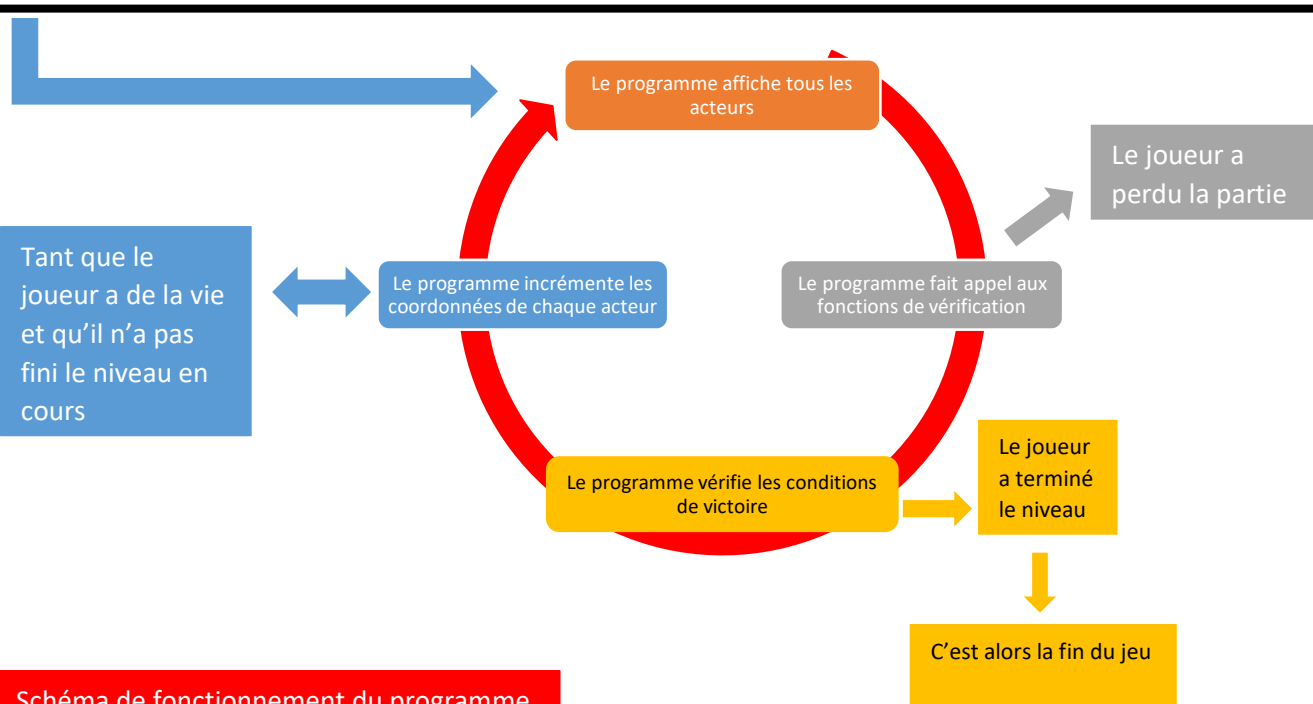 Le programme affiche tous les
acteurs
Le joueur a
perdu la partie
Tant que le
joueur a de la vie
et qu’il n’a pas
fini le niveau en
cours
Le programme incrémente les
coordonnées de chaque acteur
Le programme fait appel aux
fonctions de vérification
Le programme vérifie les conditions
de victoire
Le joueur
a terminé
le niveau
C’est alors la fin du jeu
Schéma de fonctionnement du programme